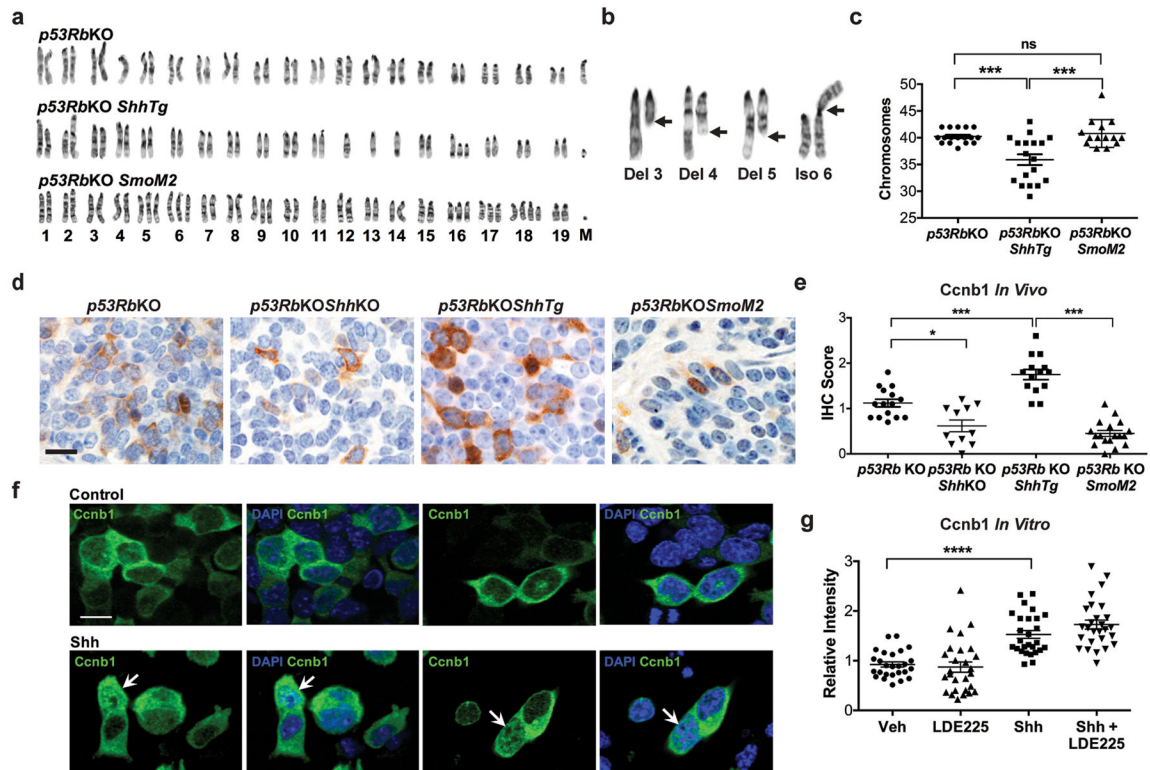 a
p53RbKO
p53RbKO ShhTg
p53RbKO SmoM2
1 2 3 4 5 6 7 8 9 10 11 12 13 14 15 16 17 18 19 M
b
Del 3 Del 4 Del 5 Iso 6
c
ns
*** ***
Chromosomes
50
45
40
35
30
25
p53RbKO p53RbKO ShhTg p53RbKO SmoM2
d
p53RbKO p53RbKOShhKO p53RbKOShhTg p53RbKOSmoM2
e
Ccnb1 In Vivo
*** ***
*
IHC Score
3
2
1
0
p53Rb KO p53Rb KO p53Rb KO p53Rb KO
ShhKO ShhTg SmoM2
f
Control
Ccnb1 DAPI Ccnb1 Ccnb1 DAPI Ccnb1
Shh
Ccnb1 DAPI Ccnb1 Ccnb1 DAPI Ccnb1
g
Ccnb1 In Vitro
****
Relative Intensity
3
2
1
0
Veh LDE225 Shh Shh +
LDE225